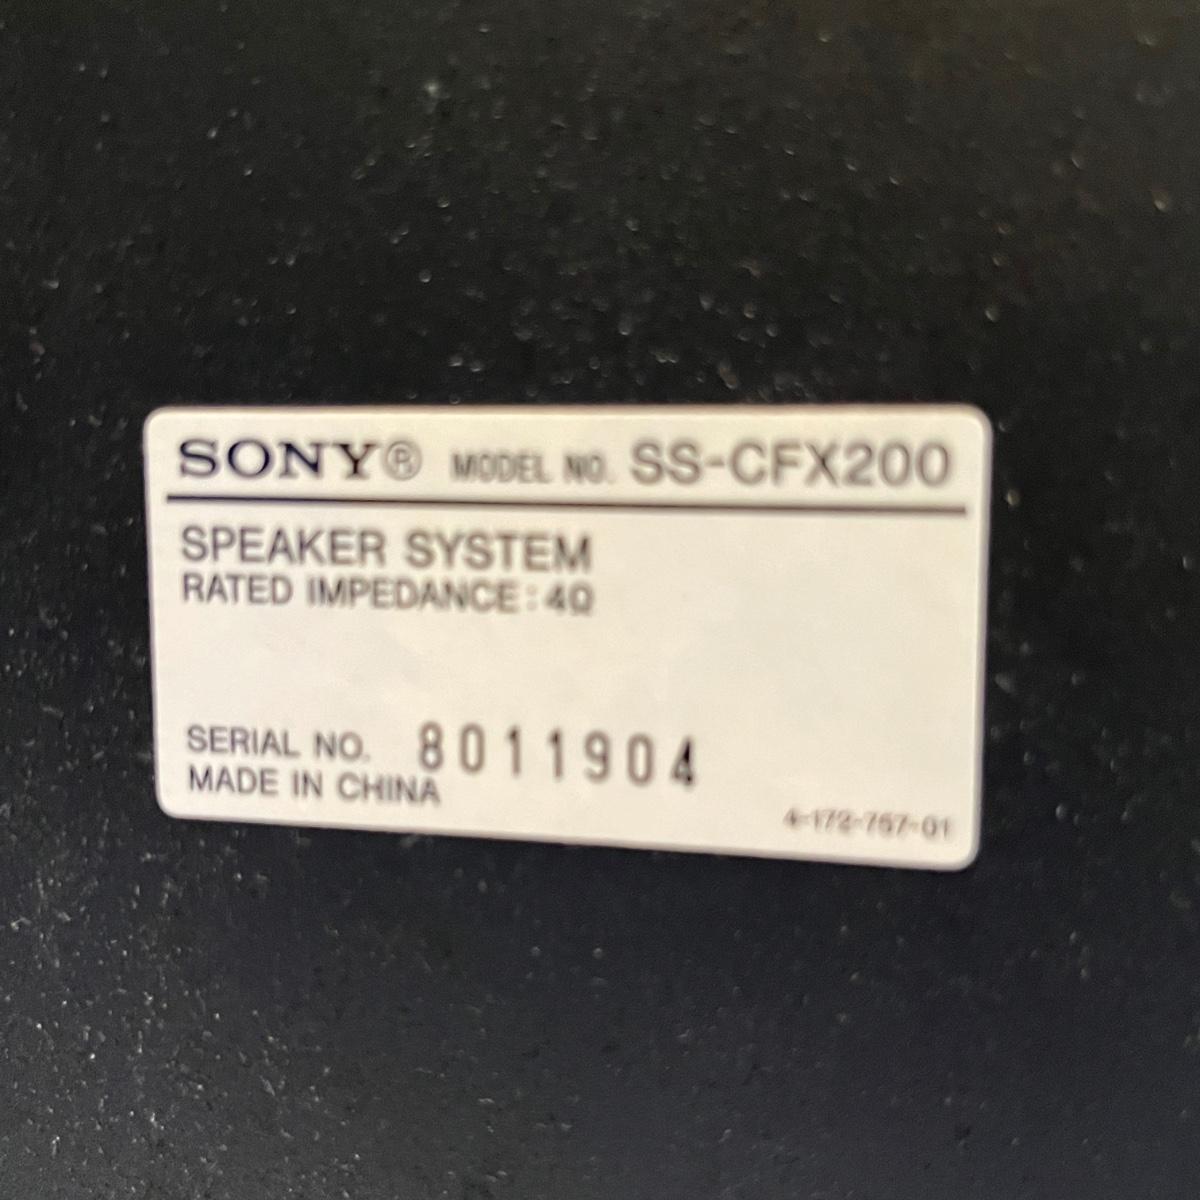 SONY® MODEL NO. SS-CFX200
SPEAKER SYSTEM
RATED IMPEDANCE:4Ω
SERIAL NO. 8011904
MADE IN CHINA
4-172-757-01